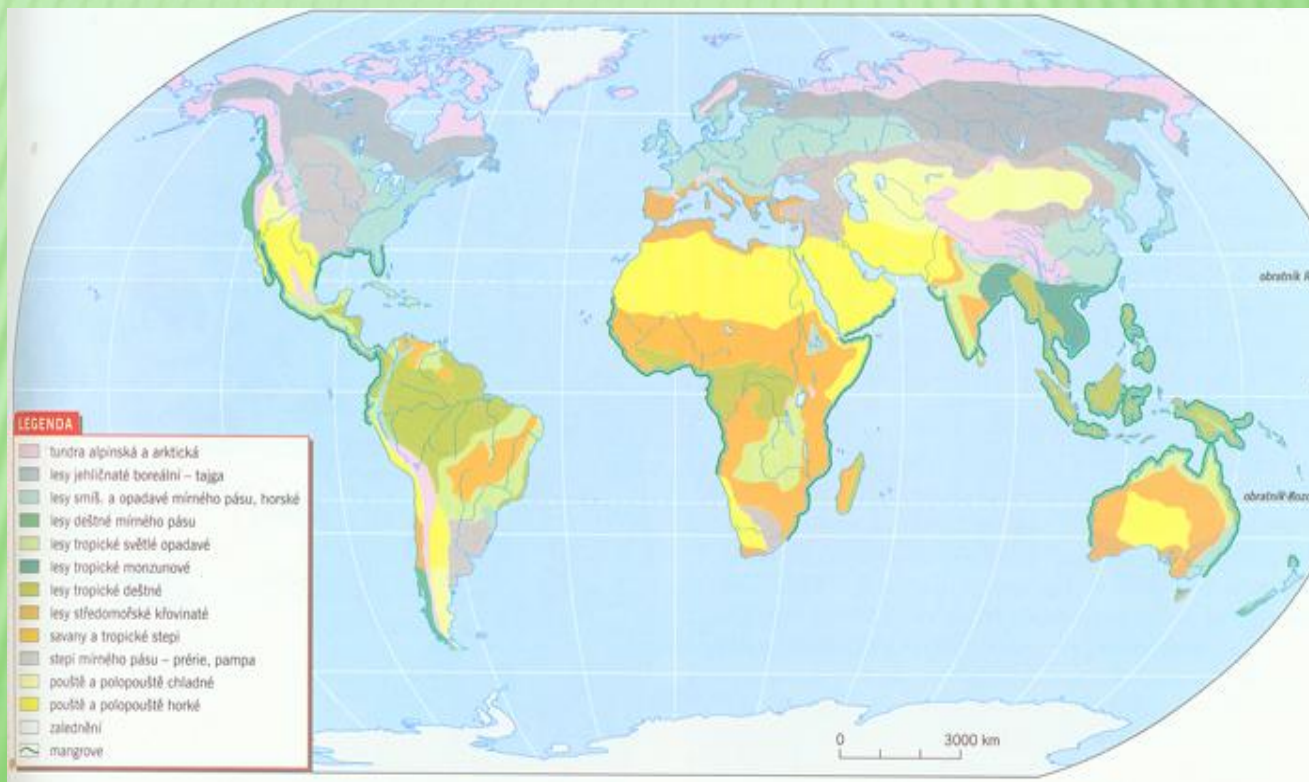 obratník R
obratník Kozo
LEGENDA
tundra alpínská a arktická
lesy jehličnaté boreální – tajga
lesy smíš. a opadavé mírného pásu, horské
lesy deštné mírného pásu
lesy tropické světlé opadavé
lesy tropické monzunové
lesy tropické deštné
lesy středomořské křovinaté
savany a tropické stepi
stepi mírného pásu – prérie, pampa
pouště a polopouště chladné
pouště a polopouště horké
zalednění
mangrove
0 3000 km